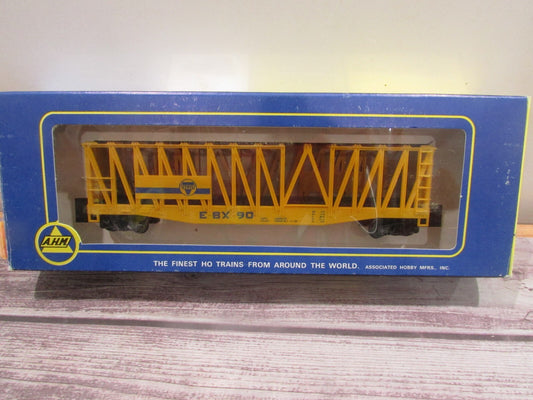 E-BX 90
A.H.M.
THE FINEST HO TRAINS FROM AROUND THE WORLD. ASSOCIATED HOBBY MFRS., INC.